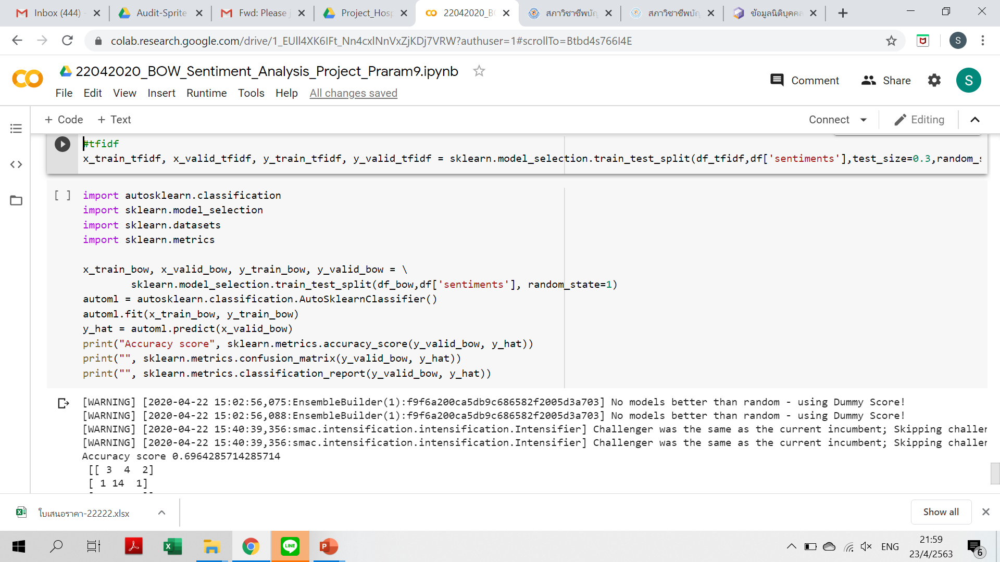 Inbox (444) -
Audit-Sprite
Fwd: Please j
Project_Hosp
22042020_BO
สภาวิชาชีพบัญ
สภาวิชาชีพบัญ
ข้อมูลนิติบุคคล
colab.research.google.com/drive/1_EUll4XK6IFt_Nn4cxlNnVxZjKDj7VRW?authuser=1#scrollTo=Btbd4s766I4E
S
22042020_BOW_Sentiment_Analysis_Project_Praram9.ipynb
Comment
Share
S
File Edit View Insert Runtime Tools Help All changes saved
+ Code + Text
Connect
Editing
#tfidf
x_train_tfidf, x_valid_tfidf, y_train_tfidf, y_valid_tfidf = sklearn.model_selection.train_test_split(df_tfidf,df['sentiments'],test_size=0.3,random_s
[ ]
import autosklearn.classification
import sklearn.model_selection
import sklearn.datasets
import sklearn.metrics
x_train_bow, x_valid_bow, y_train_bow, y_valid_bow = \
sklearn.model_selection.train_test_split(df_bow,df['sentiments'], random_state=1)
automl = autosklearn.classification.AutoSklearnClassifier()
automl.fit(x_train_bow, y_train_bow)
y_hat = automl.predict(x_valid_bow)
print("Accuracy score", sklearn.metrics.accuracy_score(y_valid_bow, y_hat))
print("", sklearn.metrics.confusion_matrix(y_valid_bow, y_hat))
print("", sklearn.metrics.classification_report(y_valid_bow, y_hat))
[WARNING] [2020-04-22 15:02:56,075:EnsembleBuilder(1):f9f6a200ca5db9c686582f2005d3a703] No models better than random - using Dummy Score!
[WARNING] [2020-04-22 15:02:56,088:EnsembleBuilder(1):f9f6a200ca5db9c686582f2005d3a703] No models better than random - using Dummy Score!
[WARNING] [2020-04-22 15:40:39,356:smac.intensification.intensification.Intensifier] Challenger was the same as the current incumbent; Skipping challer
[WARNING] [2020-04-22 15:40:39,356:smac.intensification.intensification.Intensifier] Challenger was the same as the current incumbent; Skipping challer
Accuracy score 0.6964285714285714
[[ 3 4 2]
[ 1 14 1]
ใบเสนอราคา-22222.xlsx
Show all
LINE
ENG
21:59
23/4/2563
6